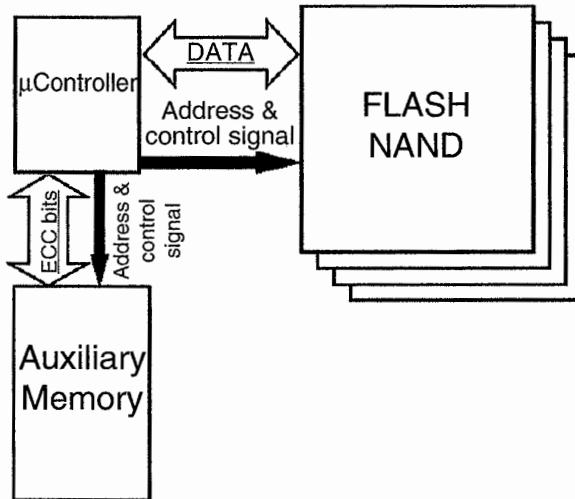 μController
DATA
Address &
control signal
FLASH
NAND
ECC bits
Address &
control
signal
Auxiliary
Memory